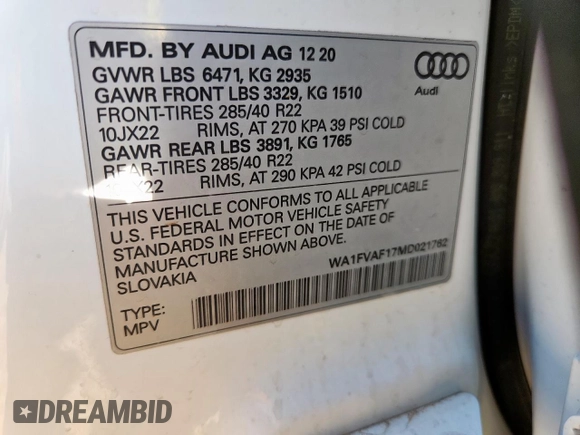 MFD. BY AUDI AG 12 20
GVWR LBS 6471, KG 2935
GAWR FRONT LBS 3329, KG 1510
FRONT-TIRES 285/40 R22
10JX22 RIMS, AT 270 KPA 39 PSI COLD
GAWR REAR LBS 3891, KG 1765
REAR-TIRES 285/40 R22
X22 RIMS, AT 290 KPA 42 PSI COLD
Audi
THIS VEHICLE CONFORMS TO ALL APPLICABLE
U.S. FEDERAL MOTOR VEHICLE SAFETY
STANDARDS IN EFFECT ON THE DATE OF
MANUFACTURE SHOWN ABOVE.
SLOVAKIA
WA1FVAF17MD021762
TYPE:
MPV
DREAMBID